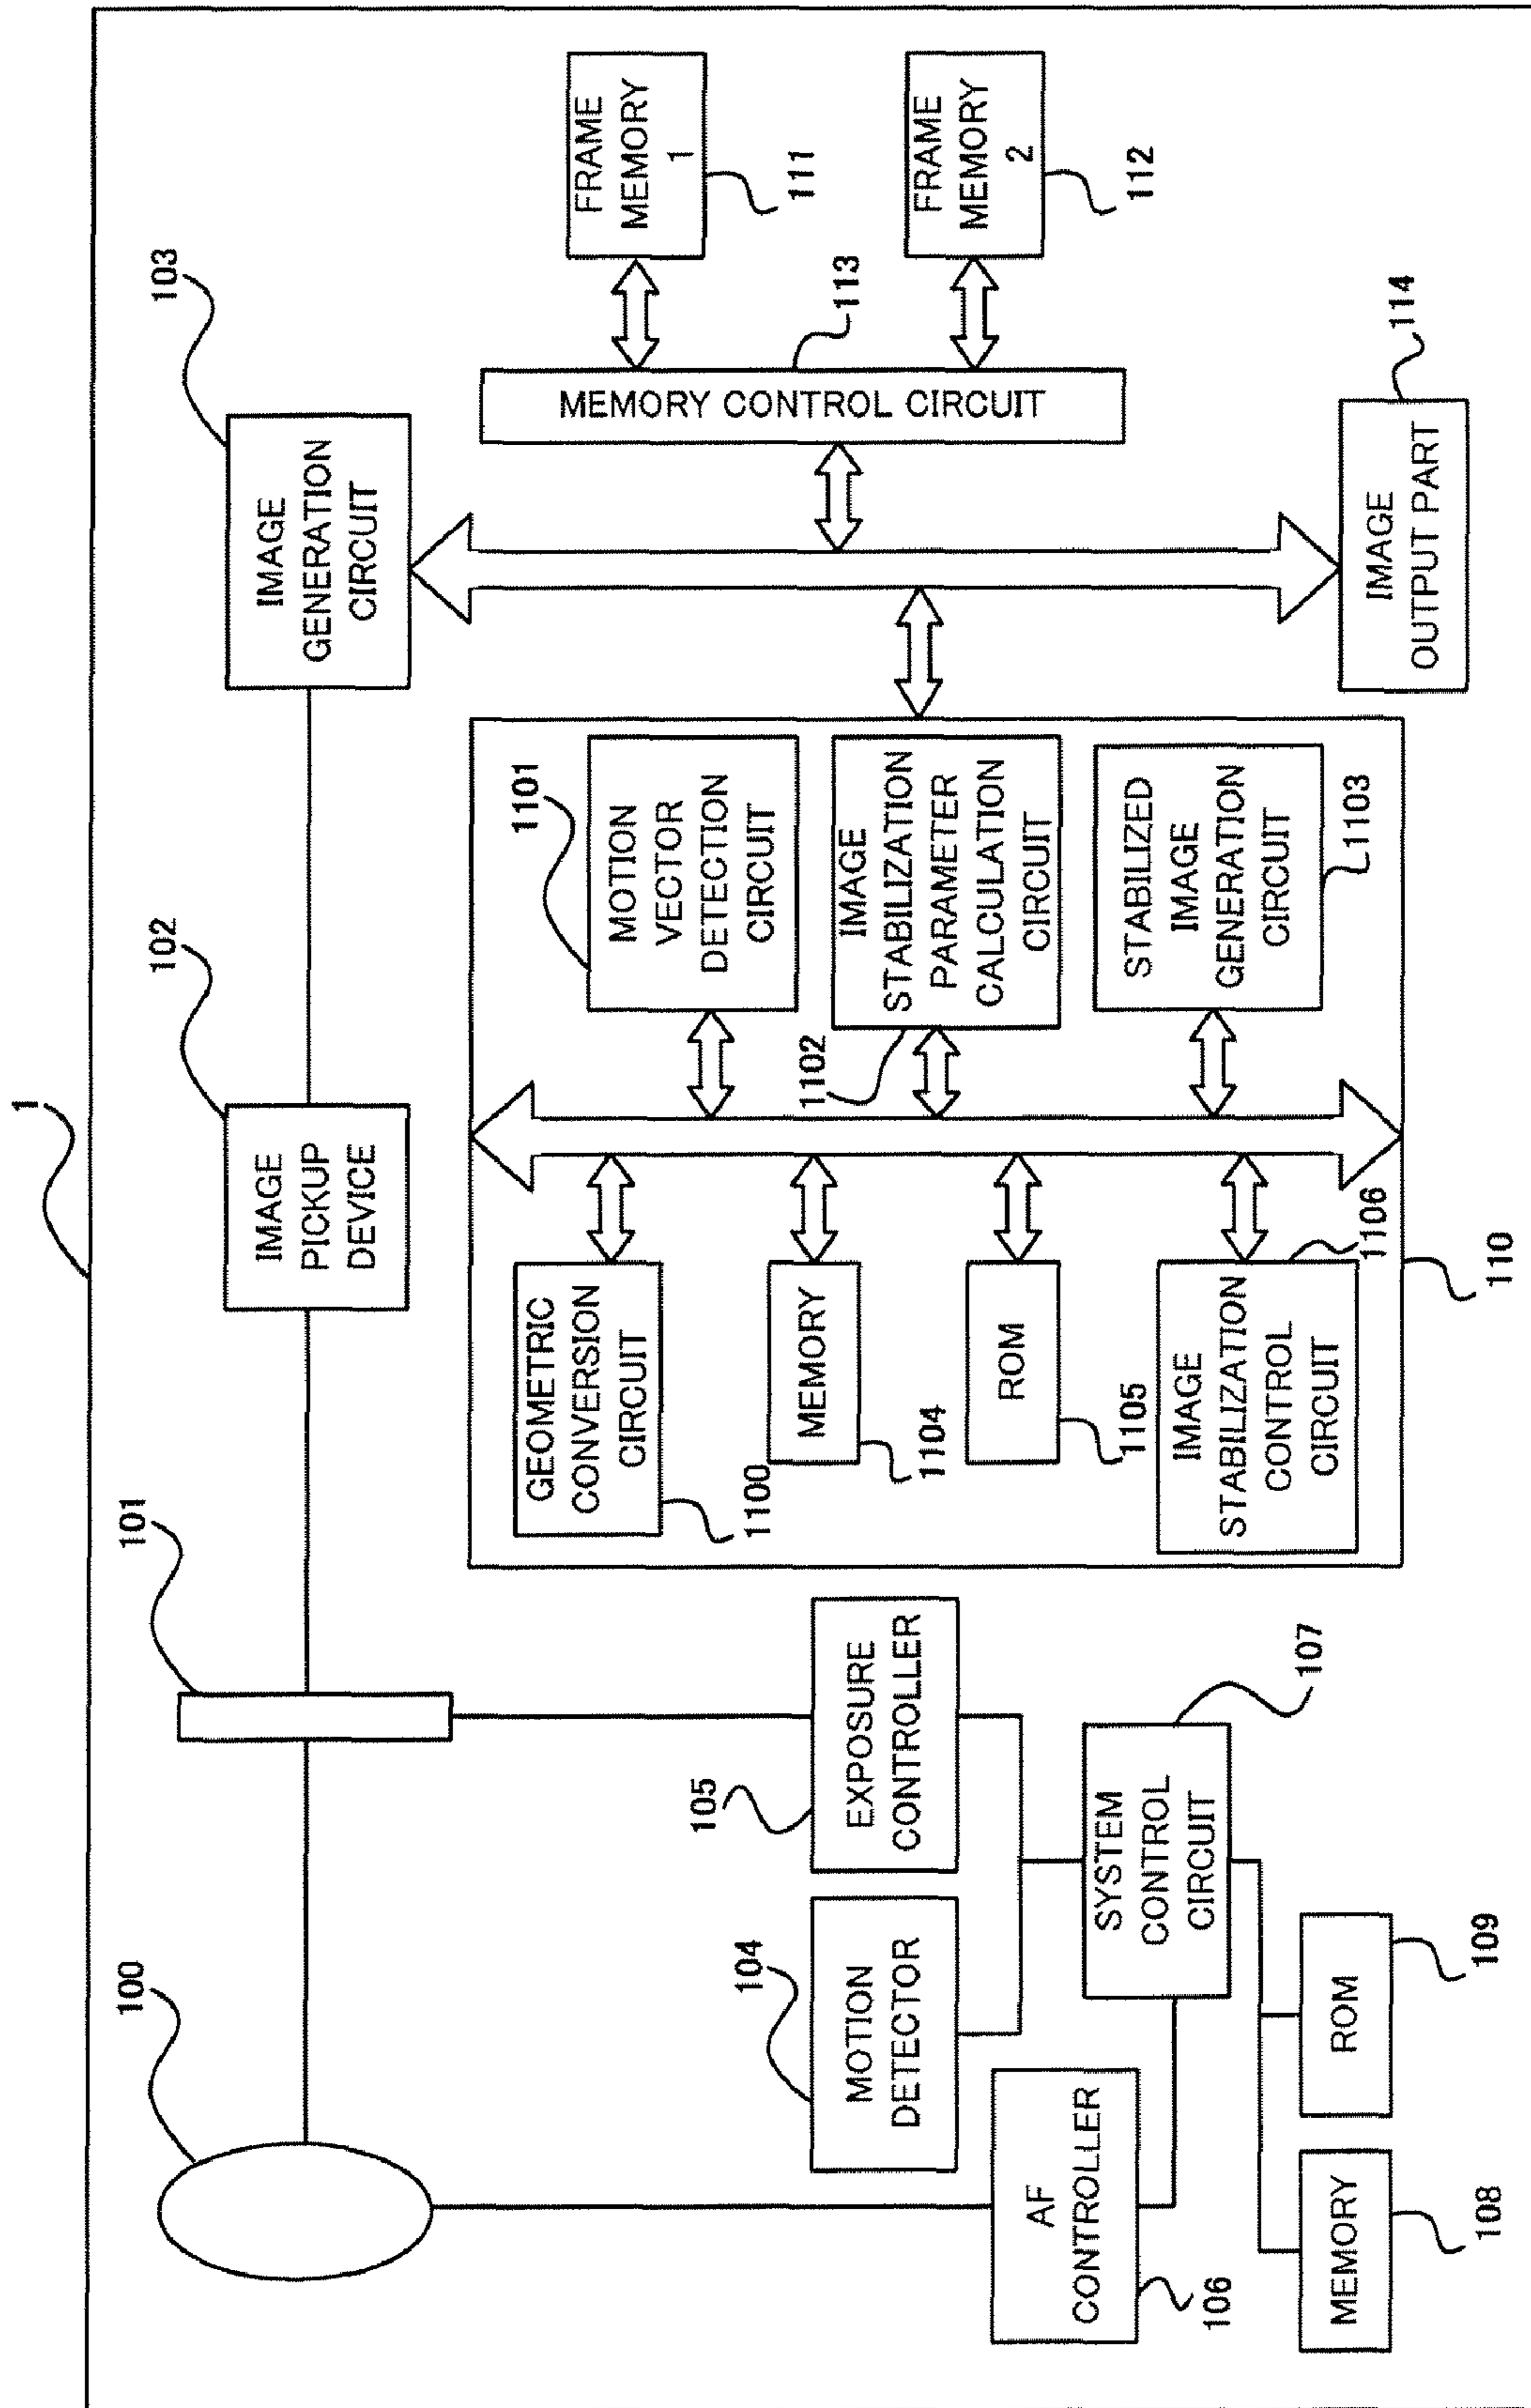 1
100
101
102
103
IMAGE
PICKUP
DEVICE
IMAGE
GENERATION
CIRCUIT
104
MOTION
DETECTOR
105
EXPOSURE
CONTROLLER
AF
CONTROLLER
106
SYSTEM
CONTROL
CIRCUIT
107
MEMORY
108
ROM
109
GEOMETRIC
CONVERSION
CIRCUIT
1100
MEMORY
1104
ROM
1105
IMAGE
STABILIZATION
CONTROL
CIRCUIT
1106
1101
MOTION
VECTOR
DETECTION
CIRCUIT
1102
IMAGE
STABILIZATION
PARAMETER
CALCULATION
CIRCUIT
STABILIZED
IMAGE
GENERATION
CIRCUIT
1103
110
MEMORY CONTROL CIRCUIT
113
FRAME
MEMORY
1
111
FRAME
MEMORY
2
112
IMAGE
OUTPUT PART
114